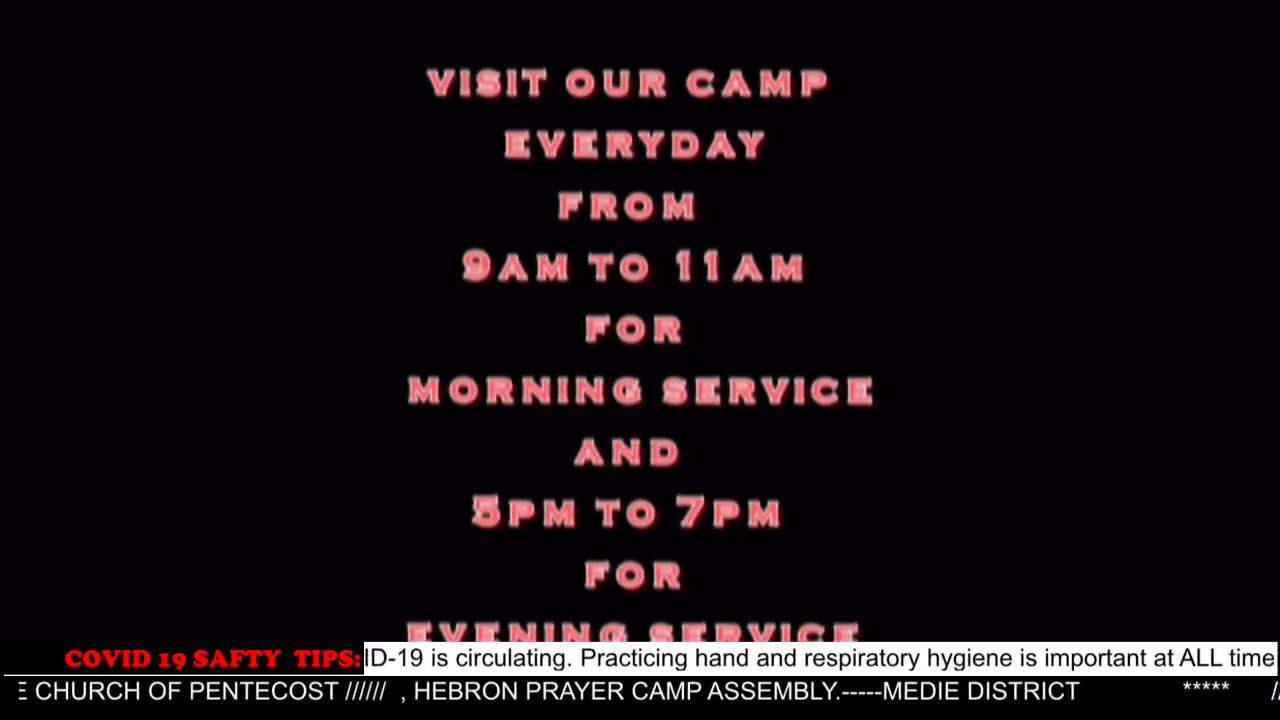 VISIT OUR CAMP
EVERYDAY
FROM
9AM TO 11AM
FOR
MORNING SERVICE
AND
5PM TO 7PM
FOR
EVENING SERVICE
COVID 19 SAFTY TIPS: ID-19 is circulating. Practicing hand and respiratory hygiene is important at ALL time
E CHURCH OF PENTECOST ////// , HEBRON PRAYER CAMP ASSEMBLY.-----MEDIE DISTRICT ***** /